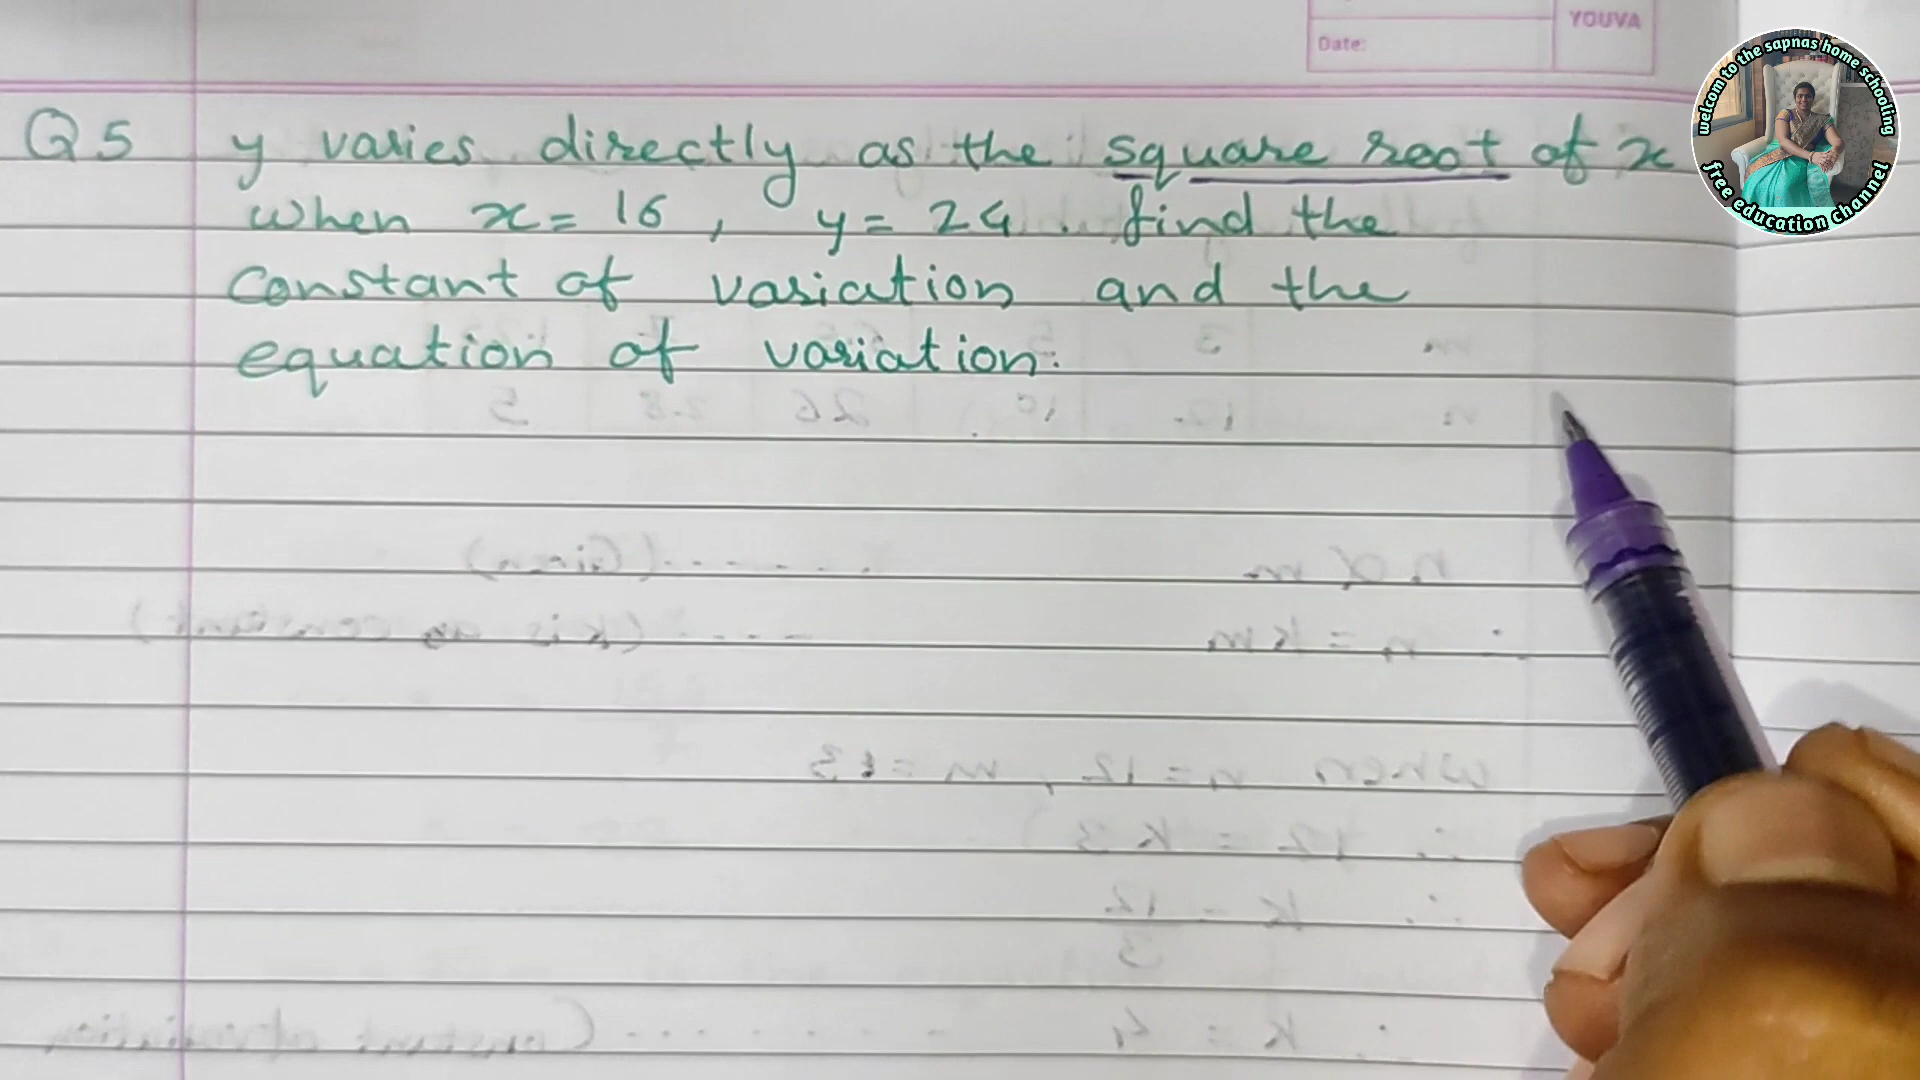 YOUVA
Date:
welcom to the sapnas home schooling
free education channel
Q5 y varies directly as the square root of x
when x = 16, y = 24. find the
constant of variation and the
equation of variation.